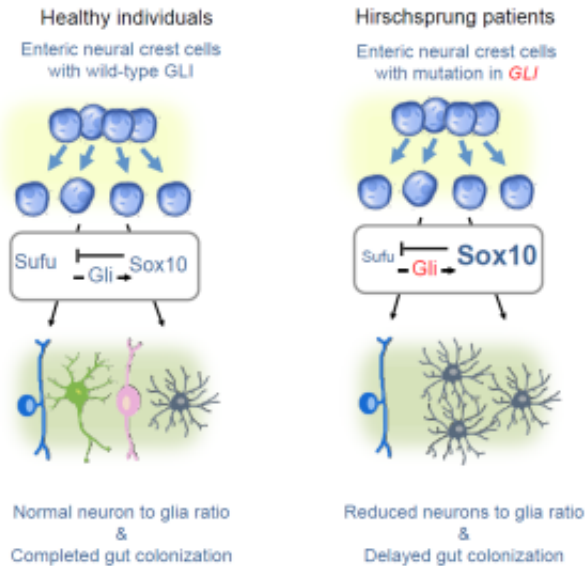 Healthy individuals
Enteric neural crest cells
with wild-type GLI
Sufu
Gli
Sox10
Normal neuron to glia ratio
&
Completed gut colonization
Hirschsprung patients
Enteric neural crest cells
with mutation in GLI
Sufu
Gli
Sox10
Reduced neurons to glia ratio
&
Delayed gut colonization